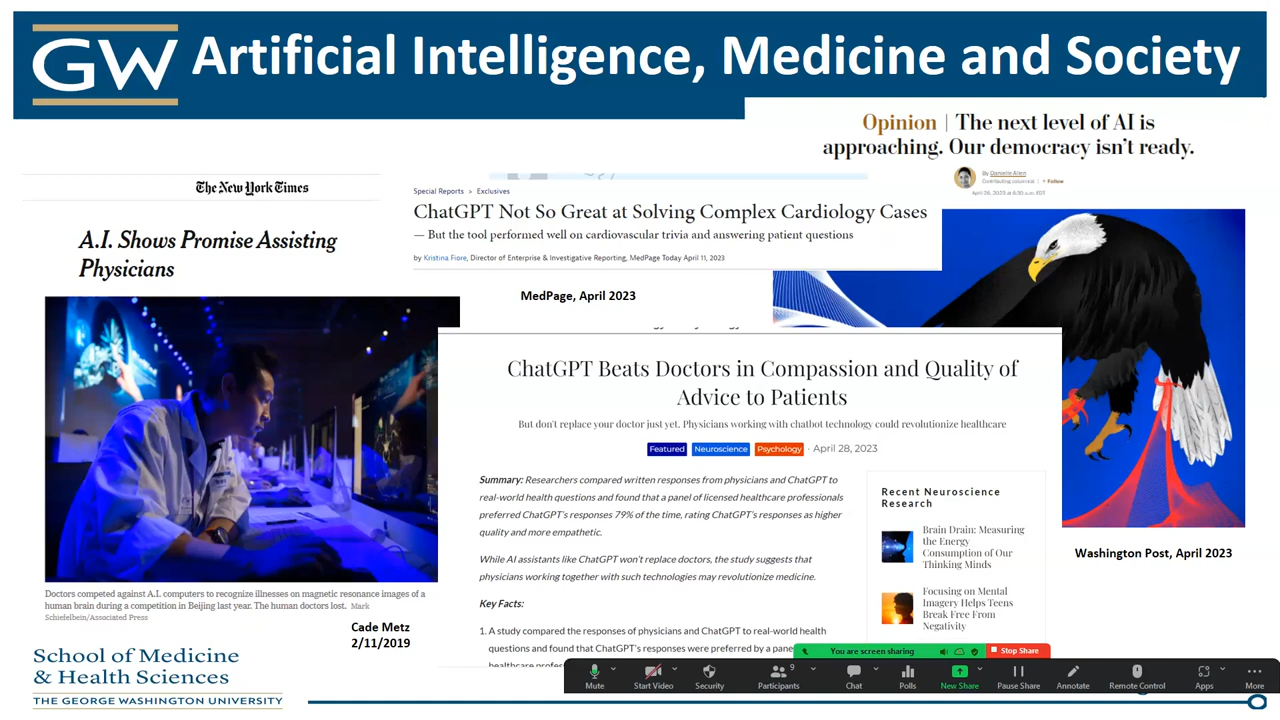 GW
Artificial Intelligence, Medicine and Society
Opinion | The next level of AI is
approaching. Our democracy isn't ready.
By Danielle Allen
Contributing columnist | + Follow
April 26, 2023 at 6:30 a.m. EDT
The New York Times
A.I. Shows Promise Assisting
Physicians
Special Reports > Exclusives
ChatGPT Not So Great at Solving Complex Cardiology Cases
— But the tool performed well on cardiovascular trivia and answering patient questions
by Kristina Fiore, Director of Enterprise & Investigative Reporting, MedPage Today April 11, 2023
MedPage, April 2023
ChatGPT Beats Doctors in Compassion and Quality of
Advice to Patients
But don't replace your doctor just yet. Physicians working with chatbot technology could revolutionize healthcare
Featured Neuroscience Psychology · April 28, 2023
Summary: Researchers compared written responses from physicians and ChatGPT to
real-world health questions and found that a panel of licensed healthcare professionals
preferred ChatGPT's responses 79% of the time, rating ChatGPT's responses as higher
quality and more empathetic.
While AI assistants like ChatGPT won't replace doctors, the study suggests that
physicians working together with such technologies may revolutionize medicine.
Key Facts:
1. A study compared the responses of physicians and ChatGPT to real-world health
questions and found that ChatGPT's responses were preferred by a pane
Recent Neuroscience
Research
Brain Drain: Measuring
the Energy
Consumption of Our
Thinking Minds
Focusing on Mental
Imagery Helps Teens
Break Free From
Negativity
Washington Post, April 2023
Doctors competed against A.I. computers to recognize illnesses on magnetic resonance images of a
human brain during a competition in Beijing last year. The human doctors lost. Mark
Schiefelbein/Associated Press
Cade Metz
2/11/2019
School of Medicine
& Health Sciences
THE GEORGE WASHINGTON UNIVERSITY
You are screen sharing
Stop Share
9
Mute
Start Video
Security
Participants
Chat
Polls
New Share
Pause Share
Annotate
Remote Control
Apps
More